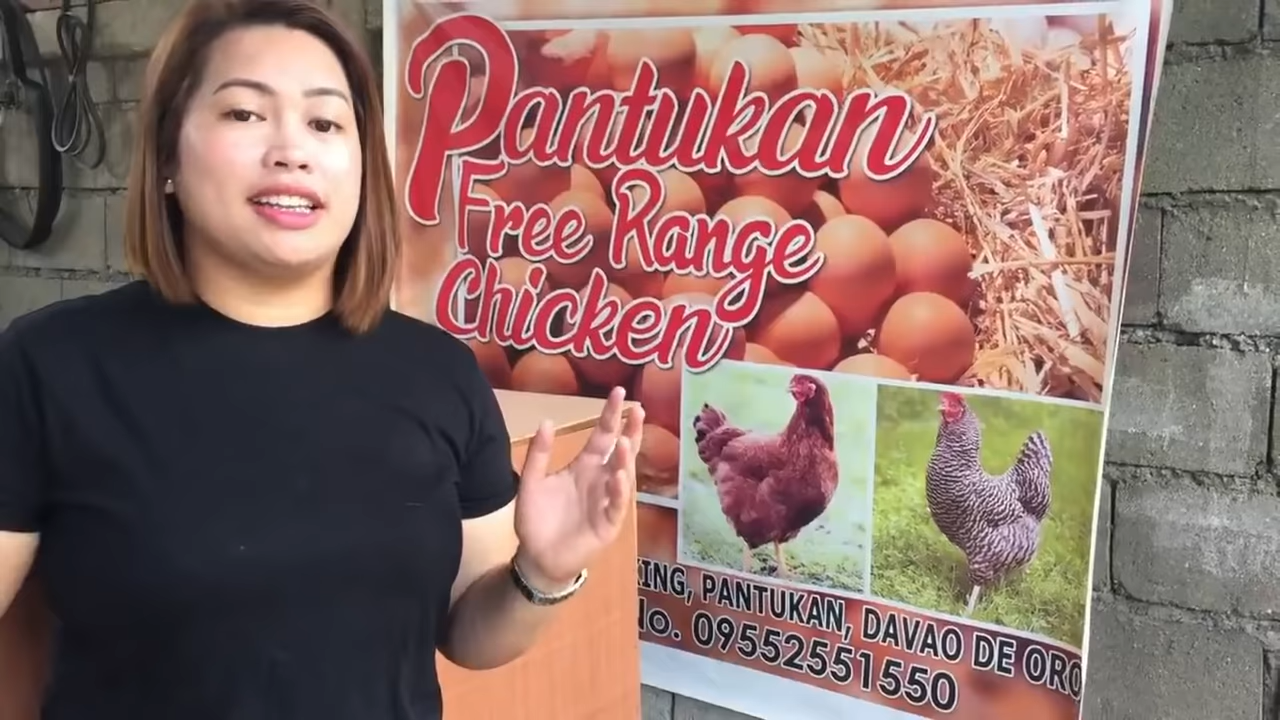 Pantukan
Free Range
Chicken
KING, PANTUKAN, DAVAO DE ORO
No. 09552551550